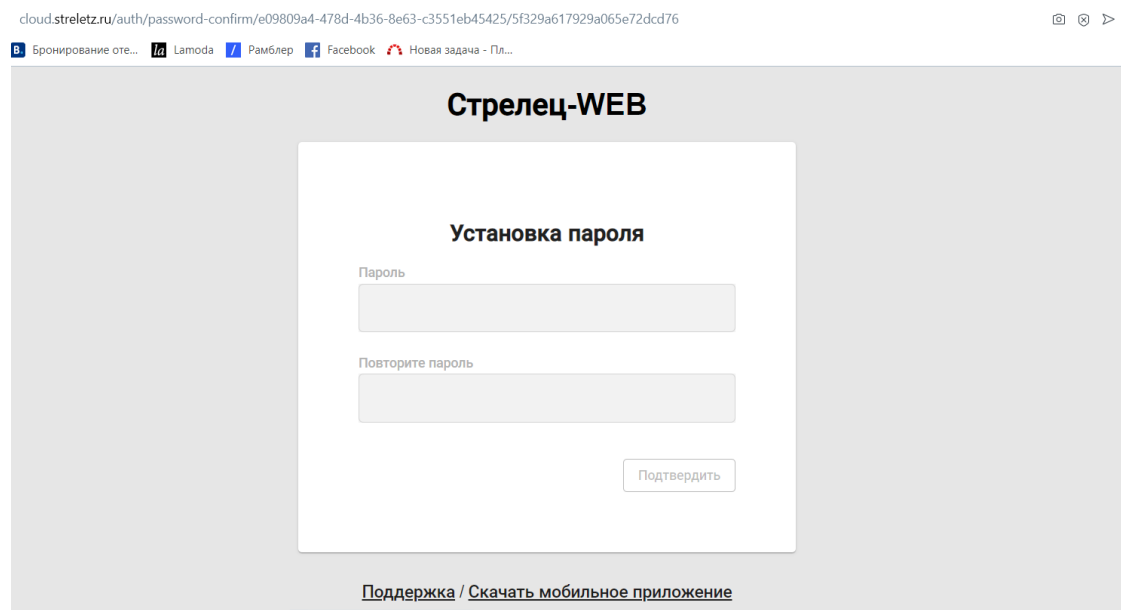 cloud.streletz.ru/auth/password-confirm/e09809a4-478d-4b36-8e63-c3551eb45425/5f329a617929a065e72dcd76
B. Бронирование оте... la Lamoda / Рамблер f Facebook Новая задача - Пл...
Стрелец-WEB
Установка пароля
Пароль
Повторите пароль
Подтвердить
Поддержка / Скачать мобильное приложение